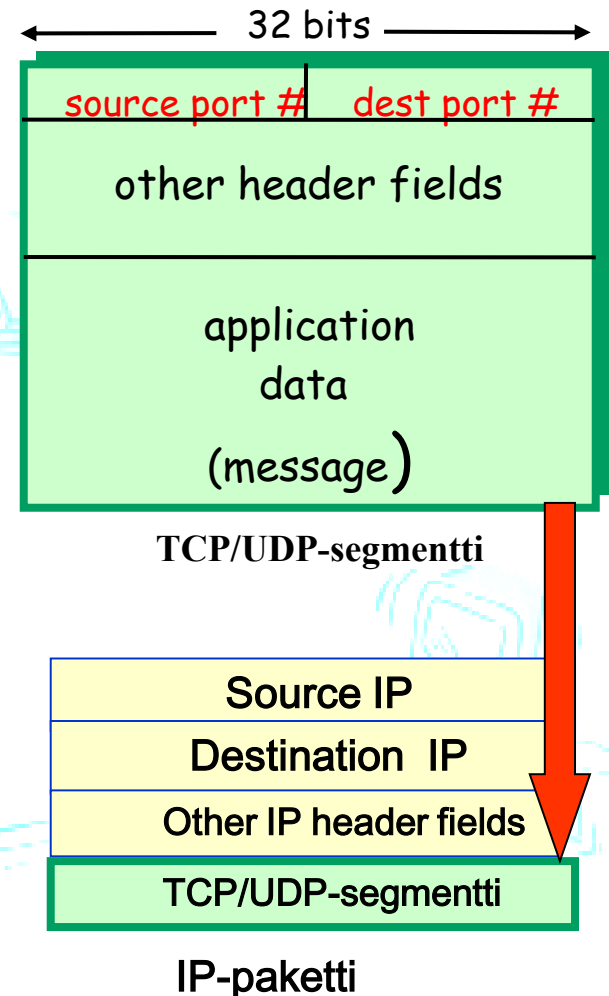 32 bits
source port # dest port #
other header fields
application
data
(message)
TCP/UDP-segmentti
Source IP
Destination IP
Other IP header fields
TCP/UDP-segmentti
IP-paketti